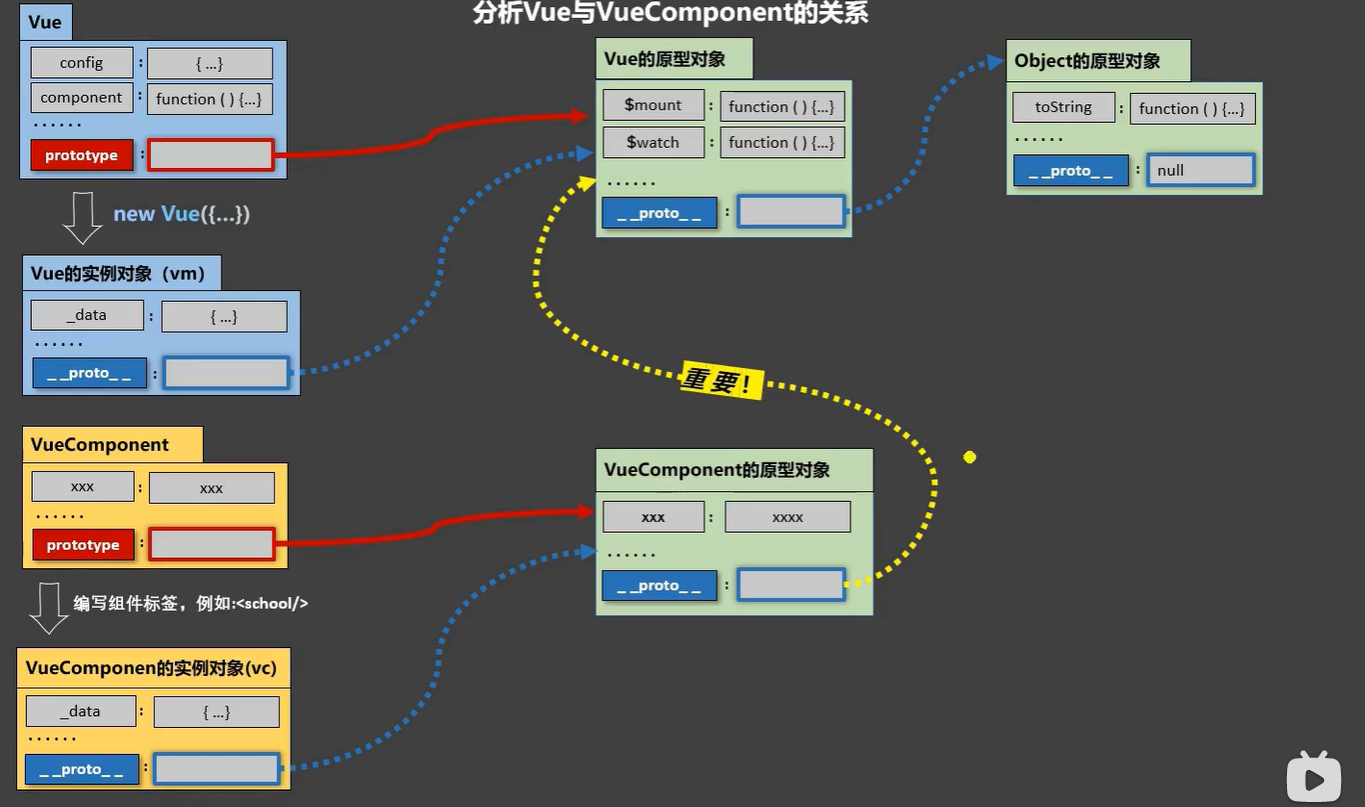 分析Vue与VueComponent的关系
Vue
config : { ...}
component : function ( ) {...}
······
prototype :
new Vue({...})
Vue的实例对象（vm）
_data : { ...}
······
_ _proto_ _ :
VueComponent
xxx : xxx
······
prototype :
编写组件标签，例如:<school/>
VueComponen的实例对象(vc)
_data : { ...}
······
_ _proto_ _ :
Vue的原型对象
$mount : function ( ) {...}
$watch : function ( ) {...}
······
_ _proto_ _ :
重要！
VueComponent的原型对象
xxx : xxxx
······
_ _proto_ _ :
Object的原型对象
toString : function ( ) {...}
······
_ _proto_ _ : null